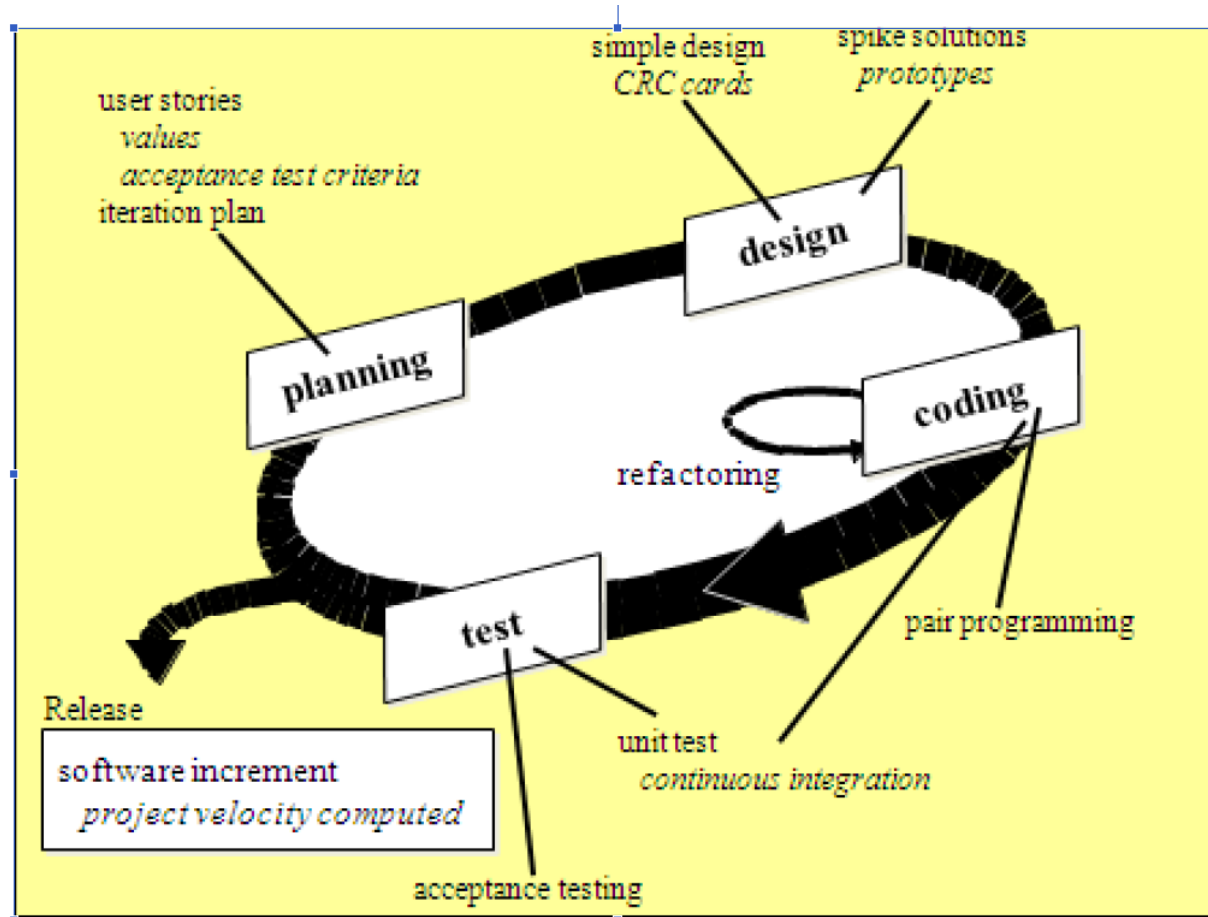 simple design
CRC cards
spike solutions
prototypes
user stories
values
acceptance test criteria
iteration plan
design
planning
coding
refactoring
test
pair programming
Release
software increment
project velocity computed
unit test
continuous integration
acceptance testing